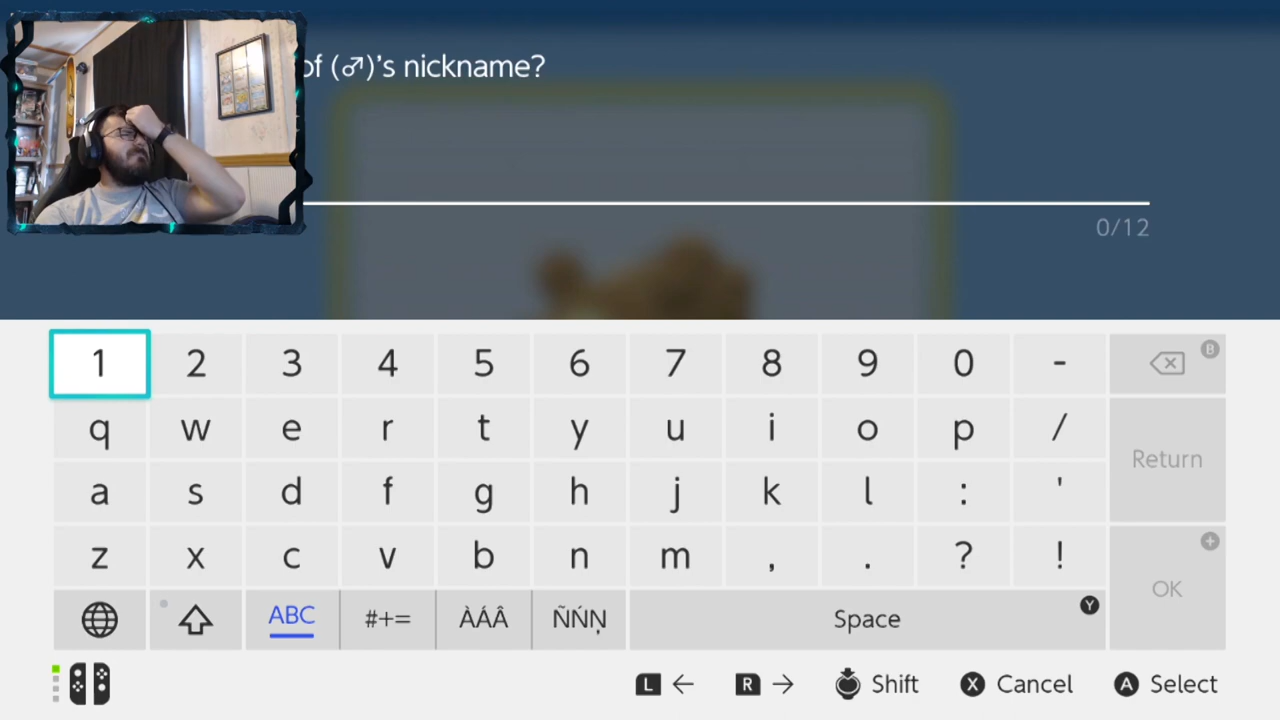 of (♂)'s nickname?
0/12
1 2 3 4 5 6 7 8 9 0 - B
q w e r t y u i o p /
a s d f g h j k l : ' Return
z x c v b n m , . ? ! +
ABC #+= ÀÁÂ ÑŃŅ Space Y OK
L ← R → Shift X Cancel A Select